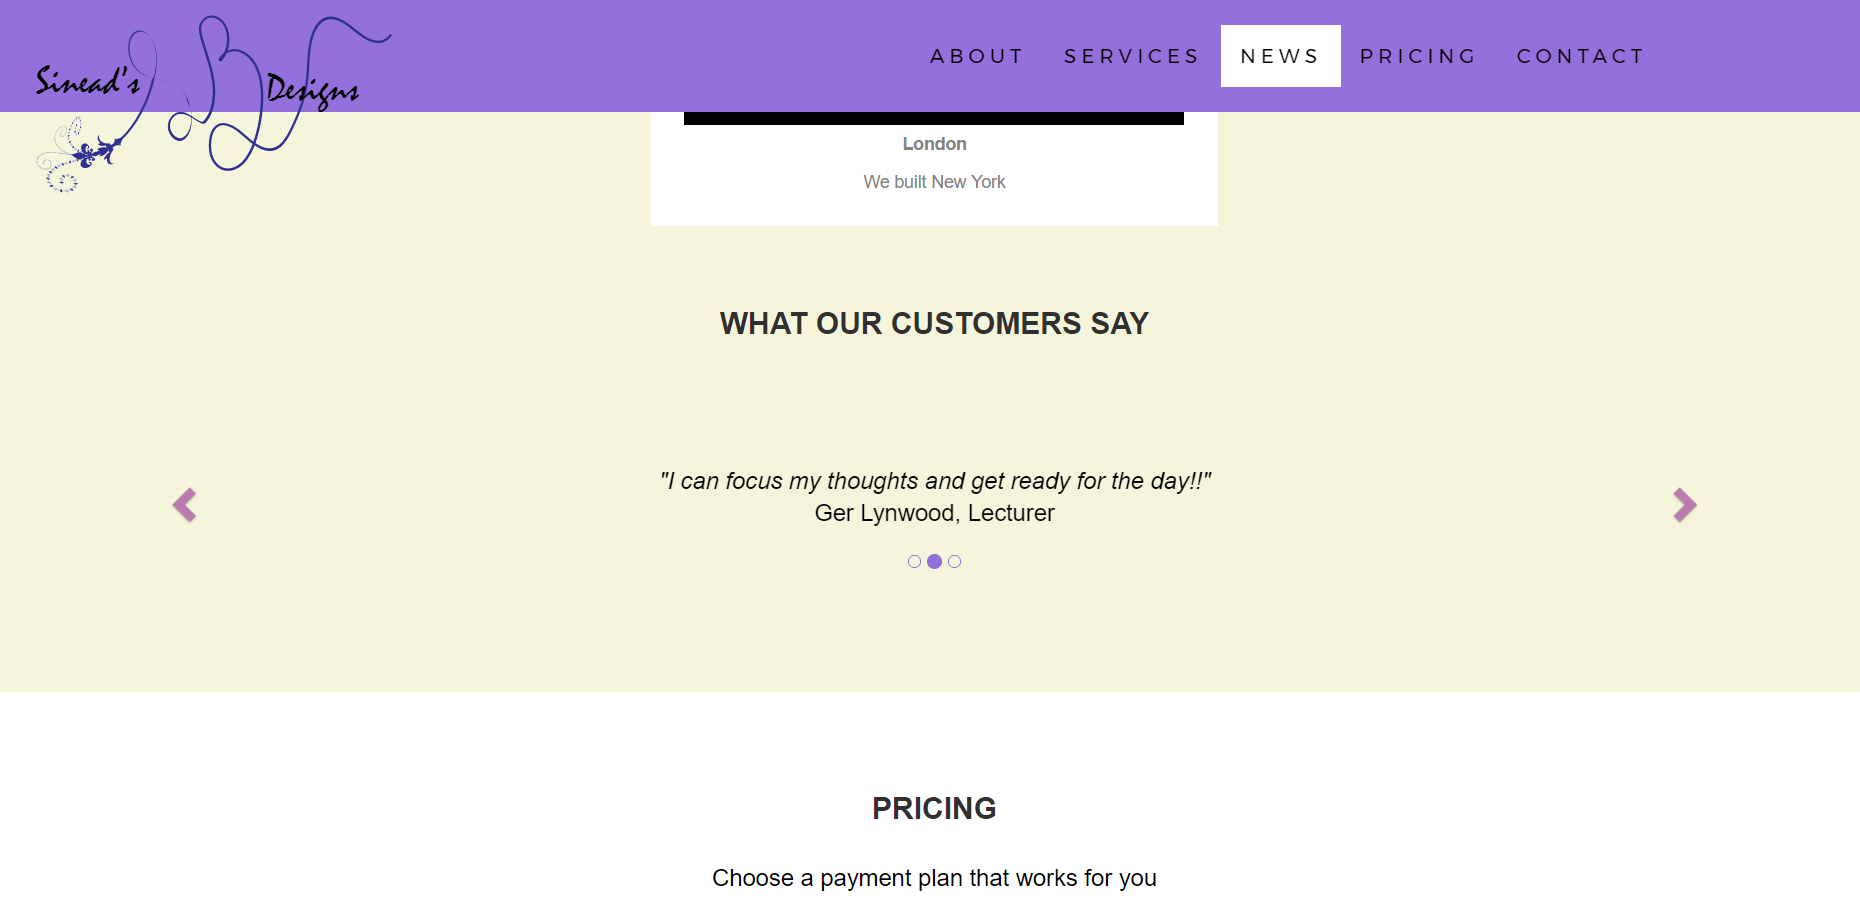 Sinead's
Designs
ABOUT SERVICES NEWS PRICING CONTACT
London
We built New York
WHAT OUR CUSTOMERS SAY
"I can focus my thoughts and get ready for the day!!"
Ger Lynwood, Lecturer
PRICING
Choose a payment plan that works for you